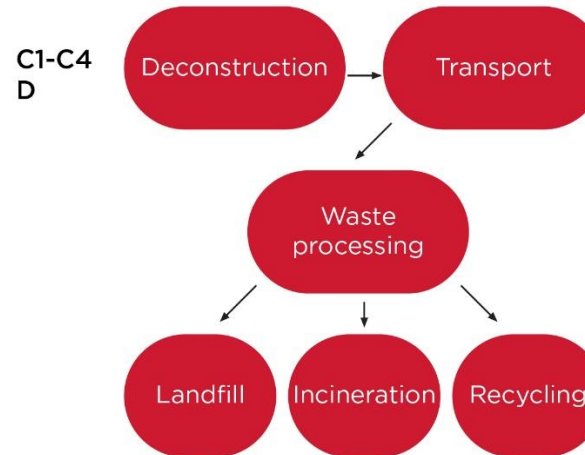 C1-C4
D
Deconstruction
Transport
Waste
processing
Landfill
Incineration
Recycling